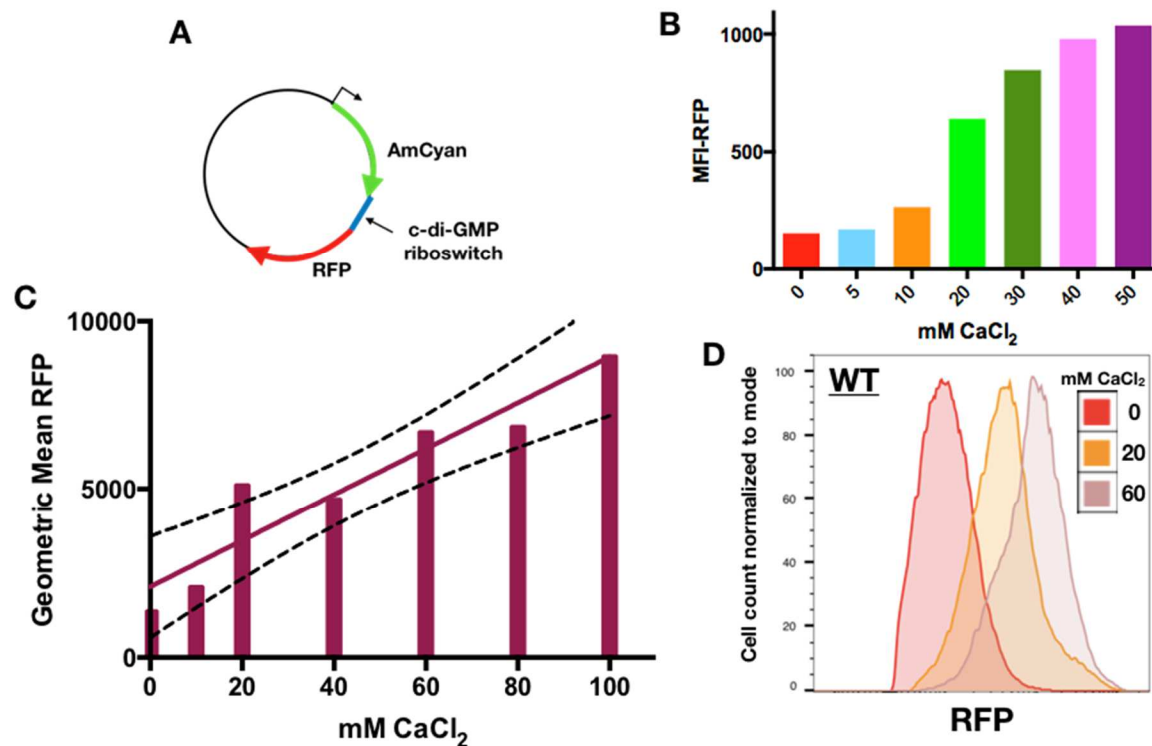 A
AmCyan
c-di-GMP
riboswitch
RFP
B
MFI-RFP
1000
500
0
0 5 10 20 30 40 50
mM CaCl₂
C
Geometric Mean RFP
10000
5000
0
0 20 40 60 80 100
mM CaCl₂
D
Cell count normalized to mode
100
80
60
40
20
0
WT
mM CaCl₂
0
20
60
RFP